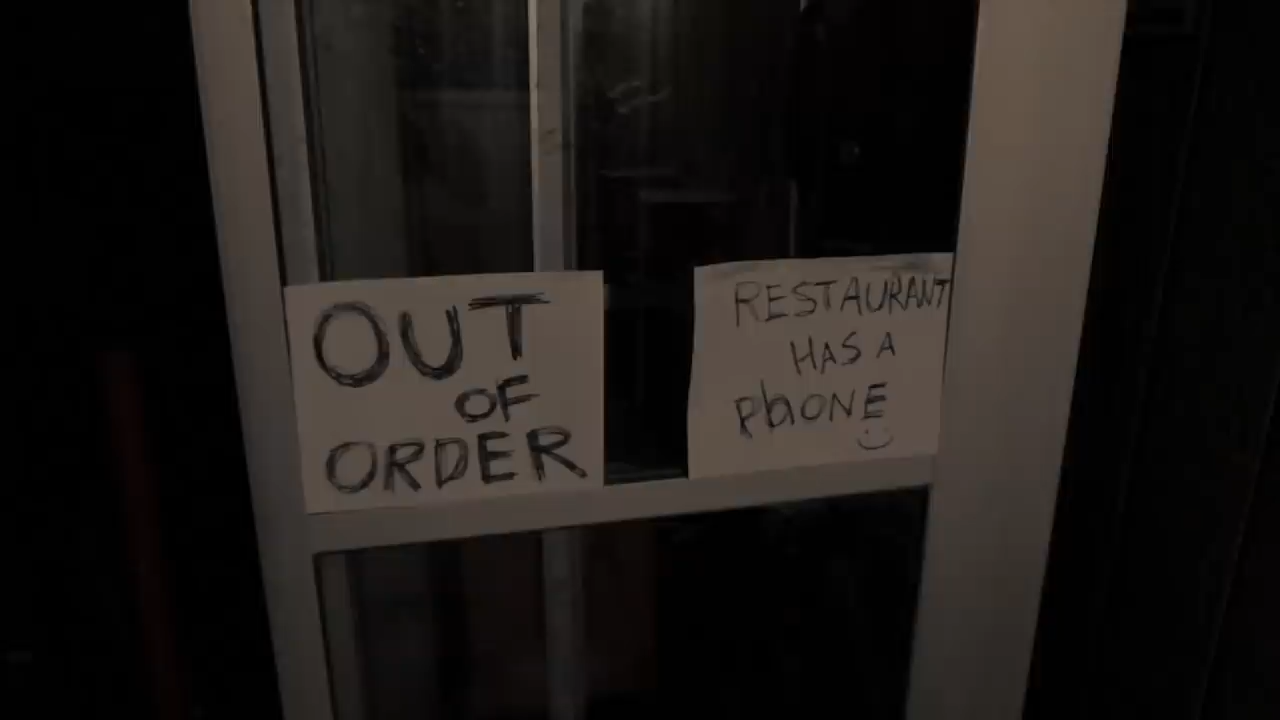 OUT
OF
ORDER
RESTAURANT
HAS A
PhONE